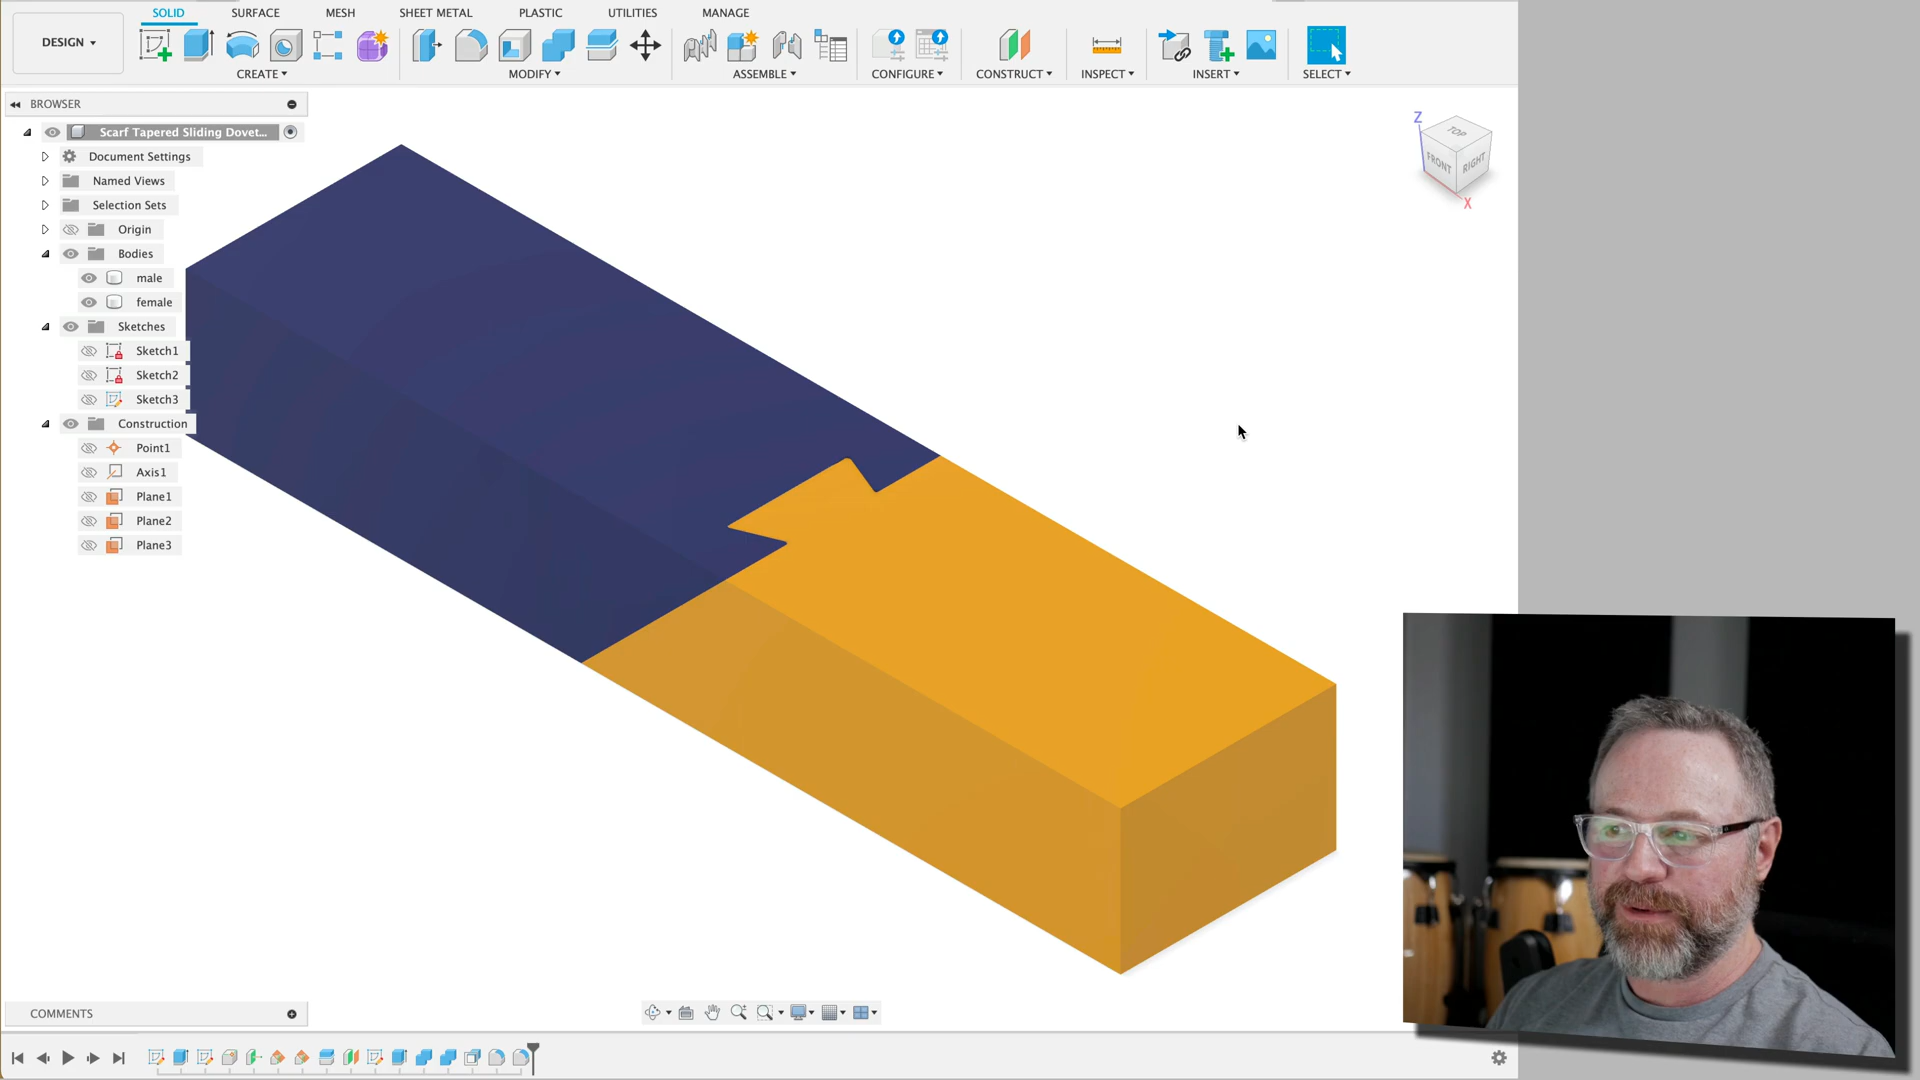 SOLID SURFACE MESH SHEET METAL PLASTIC UTILITIES MANAGE
DESIGN
CREATE MODIFY ASSEMBLE CONFIGURE CONSTRUCT INSPECT INSERT SELECT
BROWSER
Scarf Tapered Sliding Dovet...
Document Settings
Named Views
Selection Sets
Origin
Bodies
male
female
Sketches
Sketch1
Sketch2
Sketch3
Construction
Point1
Axis1
Plane1
Plane2
Plane3
Z
TOP
FRONT RIGHT
X
COMMENTS